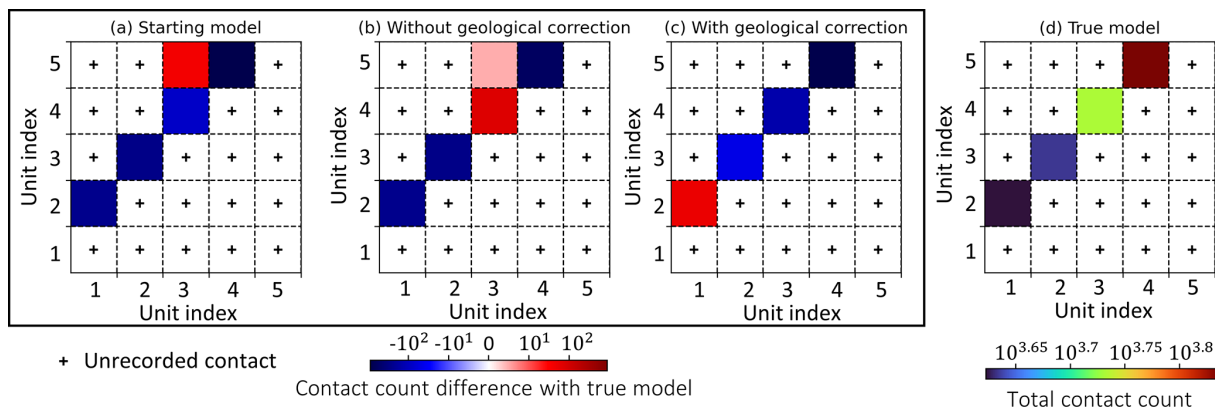 (a) Starting model
(b) Without geological correction
(c) With geological correction
(d) True model
Unit index
5
4
3
2
1
1 2 3 4 5
Unit index
Unit index
5
4
3
2
1
1 2 3 4 5
Unit index
Unit index
5
4
3
2
1
1 2 3 4 5
Unit index
Unit index
5
4
3
2
1
1 2 3 4 5
Unit index
+ Unrecorded contact
-10² -10¹ 0 10¹ 10²
Contact count difference with true model
10^3.65 10^3.7 10^3.75 10^3.8
Total contact count